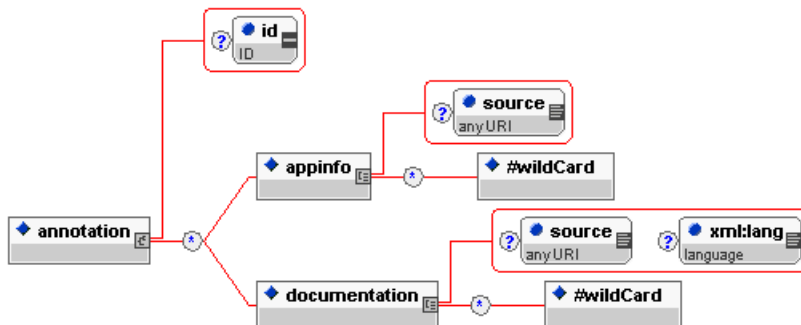 ? id
ID
? source
anyURI
appinfo * #wildCard
annotation *
? source ? xml:lang
anyURI language
documentation * #wildCard